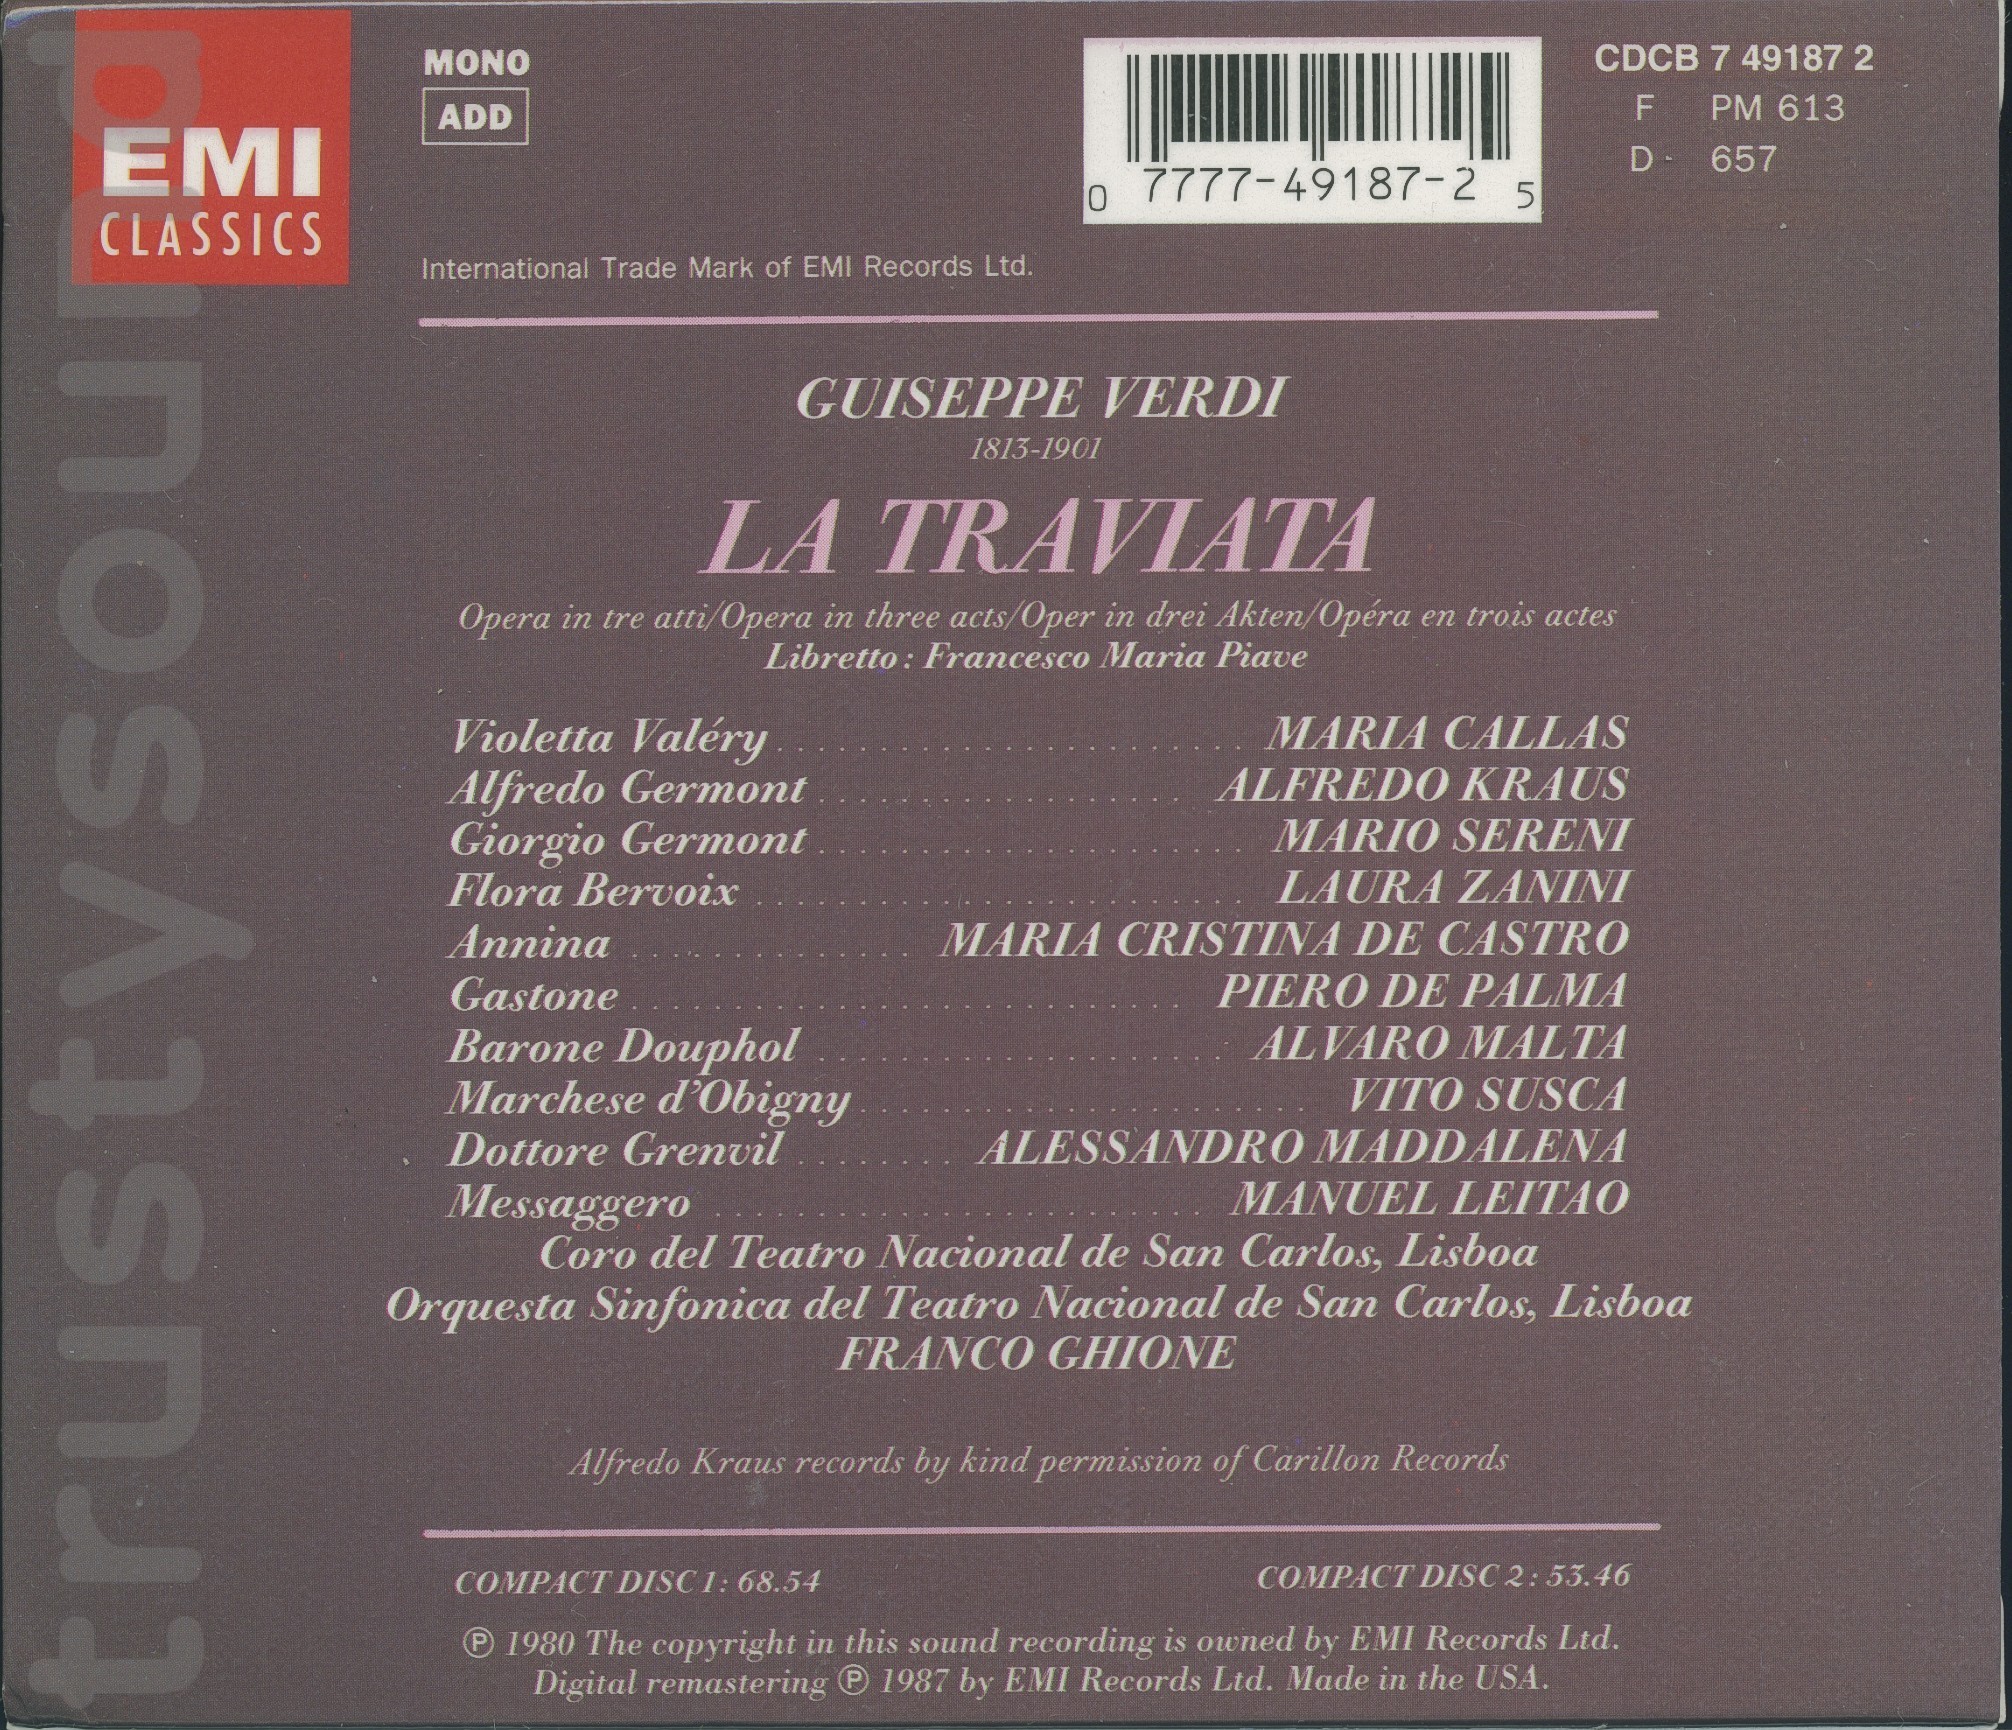 EMI
CLASSICS
MONO
ADD
0 7777-49187-2 5
CDCB 7 49187 2
F PM 613
D 657
International Trade Mark of EMI Records Ltd.
GUISEPPE VERDI
1813-1901
LA TRAVIATA
Opera in tre atti/Opera in three acts/Oper in drei Akten/Opéra en trois actes
Libretto: Francesco Maria Piave
Violetta Valéry . . . . . . . . . . . . . . . . . . . . . . . MARIA CALLAS
Alfredo Germont . . . . . . . . . . . . . . . . . . ALFREDO KRAUS
Giorgio Germont . . . . . . . . . . . . . . . . . . . . . MARIO SERENI
Flora Bervoix . . . . . . . . . . . . . . . . . . . . . . . . LAURA ZANINI
Annina . . . . . . . . . . . . . . MARIA CRISTINA DE CASTRO
Gastone . . . . . . . . . . . . . . . . . . . . . . . . . . . PIERO DE PALMA
Barone Douphol . . . . . . . . . . . . . . . . . . . . ALVARO MALTA
Marchese d'Obigny . . . . . . . . . . . . . . . . . . . . . . VITO SUSCA
Dottore Grenvil . . . . . . . . ALESSANDRO MADDALENA
Messaggero . . . . . . . . . . . . . . . . . . . . . . . . MANUEL LEITAO
Coro del Teatro Nacional de San Carlos, Lisboa
Orquesta Sinfonica del Teatro Nacional de San Carlos, Lisboa
FRANCO GHIONE
Alfredo Kraus records by kind permission of Carillon Records
COMPACT DISC 1: 68.54
COMPACT DISC 2: 53.46
℗ 1980 The copyright in this sound recording is owned by EMI Records Ltd.
Digital remastering ℗ 1987 by EMI Records Ltd. Made in the USA.
trustysound